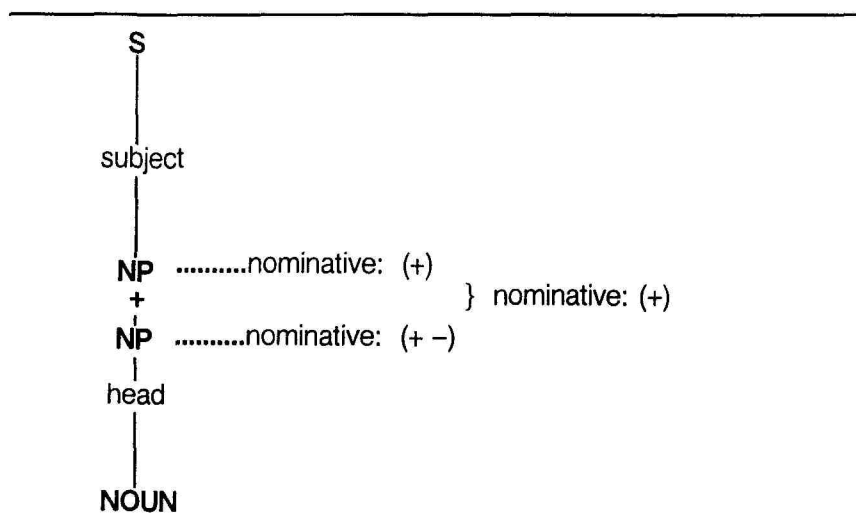 S
subject
NP ..........nominative: (+)
+ } nominative: (+)
NP ..........nominative: (+ –)
head
NOUN